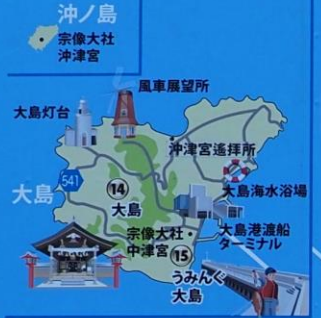 沖ノ島
宗像大社
沖津宮
風車展望所
大島灯台
沖津宮遙拝所
大島
541
14
大島
大島海水浴場
宗像大社・
中津宮
大島港渡船
ターミナル
15
うみんぐ
大島